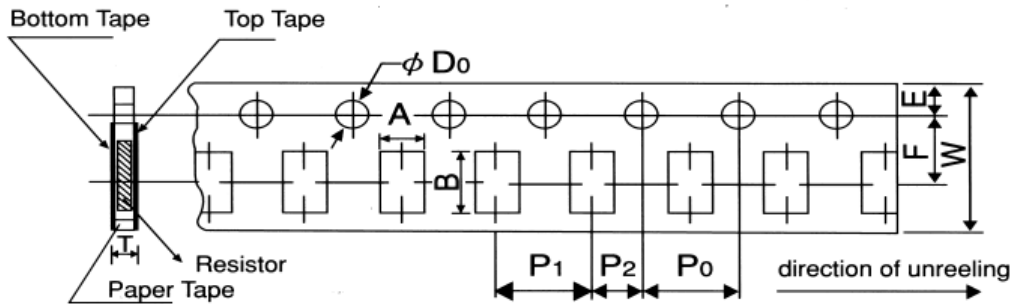 Bottom Tape
Top Tape
ϕ D0
A
B
E
F
W
T
Resistor
Paper Tape
P1
P2
P0
direction of unreeling